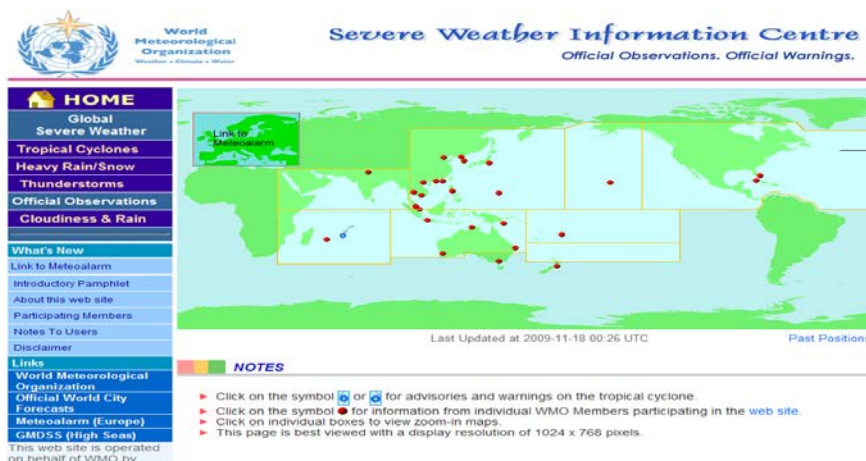 World
Meteorological
Organization
Weather • Climate • Water
Severe Weather Information Centre
Official Observations. Official Warnings.
HOME
Global
Severe Weather
Tropical Cyclones
Heavy Rain/Snow
Thunderstorms
Official Observations
Cloudiness & Rain
What's New
Link to Meteoalarm
Introductory Pamphlet
About this web site
Participating Members
Notes To Users
Disclaimer
Links
World Meteorological
Organization
Official World City
Forecasts
Meteoalarm (Europe)
GMDSS (High Seas)
This web site is operated
on behalf of WMO by
Link to
Meteoalarm
Last Updated at 2009-11-18 00:26 UTC
Past Position
NOTES
Click on the symbol or for advisories and warnings on the tropical cyclone.
Click on the symbol for information from individual WMO Members participating in the web site.
Click on individual boxes to view zoom-in maps.
This page is best viewed with a display resolution of 1024 x 768 pixels.